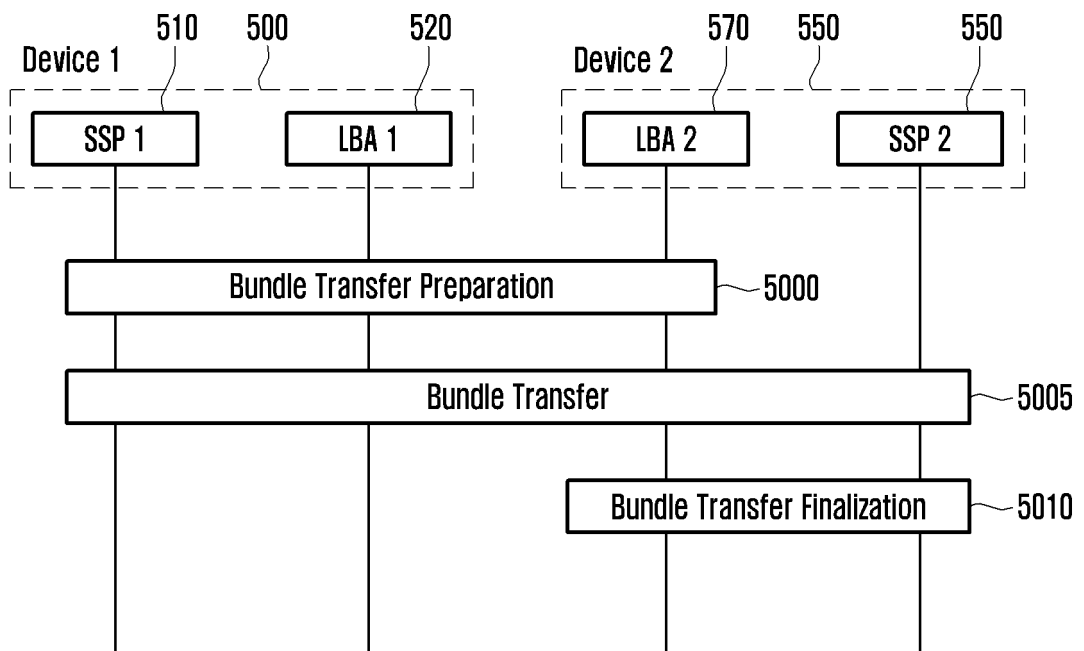 510 500 520 570 550 550
Device 1 Device 2
SSP 1 LBA 1 LBA 2 SSP 2
Bundle Transfer Preparation 5000
Bundle Transfer 5005
Bundle Transfer Finalization 5010